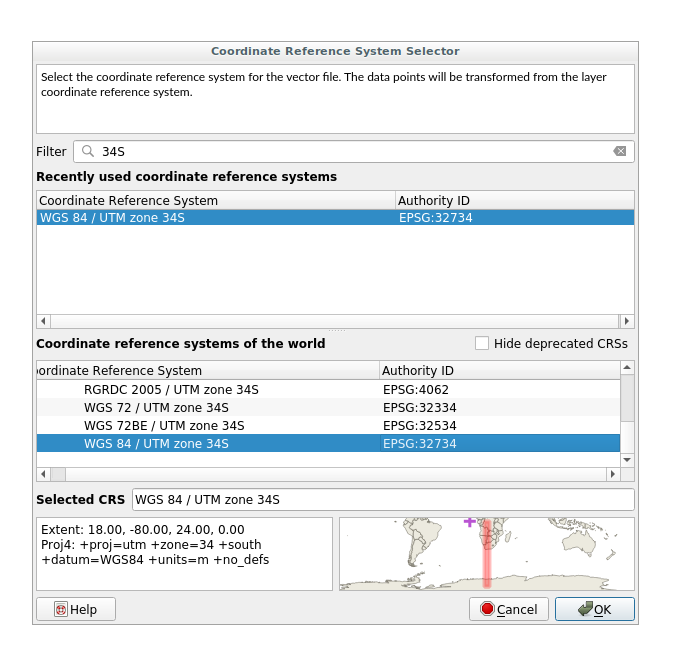 Coordinate Reference System Selector
Select the coordinate reference system for the vector file. The data points will be transformed from the layer
coordinate reference system.
Filter 34S
Recently used coordinate reference systems
Coordinate Reference System Authority ID
WGS 84 / UTM zone 34S EPSG:32734
Coordinate reference systems of the world Hide deprecated CRSs
ordinate Reference System Authority ID
RGRDC 2005 / UTM zone 34S EPSG:4062
WGS 72 / UTM zone 34S EPSG:32334
WGS 72BE / UTM zone 34S EPSG:32534
WGS 84 / UTM zone 34S EPSG:32734
Selected CRS WGS 84 / UTM zone 34S
Extent: 18.00, -80.00, 24.00, 0.00
Proj4: +proj=utm +zone=34 +south
+datum=WGS84 +units=m +no_defs
Help Cancel OK